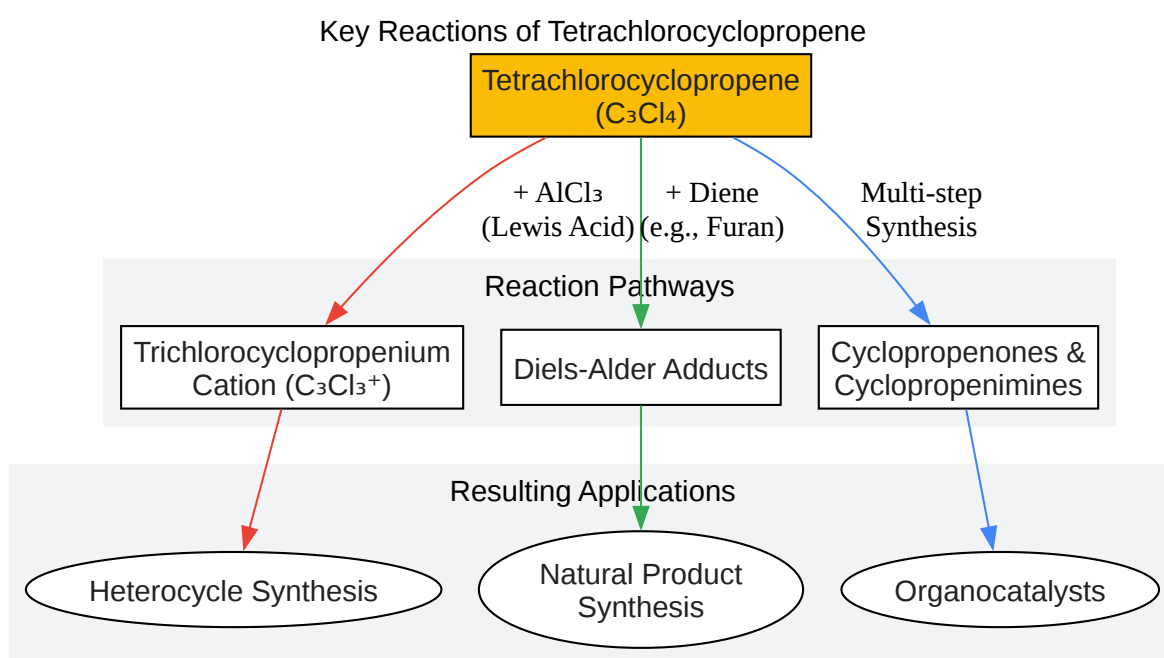 Key Reactions of Tetrachlorocyclopropene
Tetrachlorocyclopropene
(C₃Cl₄)
+ AlCl₃
(Lewis Acid)
+ Diene
(e.g., Furan)
Multi-step
Synthesis
Reaction Pathways
Trichlorocyclopropenium
Cation (C₃Cl₃⁺)
Diels-Alder Adducts
Cyclopropenones &
Cyclopropenimines
Resulting Applications
Heterocycle Synthesis
Natural Product
Synthesis
Organocatalysts